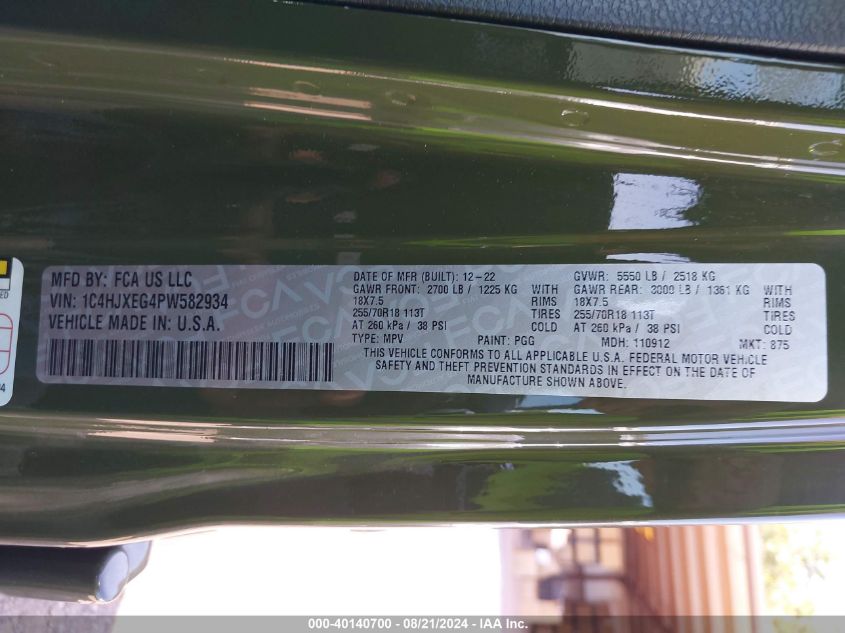 MFD BY: FCA US LLC
VIN: 1C4HJXEG4PW582934
VEHICLE MADE IN: U.S.A.
DATE OF MFR (BUILT): 12-22 GVWR: 5550 LB / 2518 KG
GAWR FRONT: 2700 LB / 1225 KG WITH GAWR REAR: 3000 LB / 1361 KG WITH
18X7.5 RIMS 18X7.5 RIMS
255/70R18 113T TIRES 255/70R18 113T TIRES
AT 260 kPa / 38 PSI COLD AT 260 kPa / 38 PSI COLD
TYPE: MPV PAINT: PGG MDH: 110912 MKT: 875
THIS VEHICLE CONFORMS TO ALL APPLICABLE U.S.A. FEDERAL MOTOR VEHICLE
SAFETY AND THEFT PREVENTION STANDARDS IN EFFECT ON THE DATE OF
MANUFACTURE SHOWN ABOVE.
000-40140700 - 08/21/2024 - © IAA, Inc.